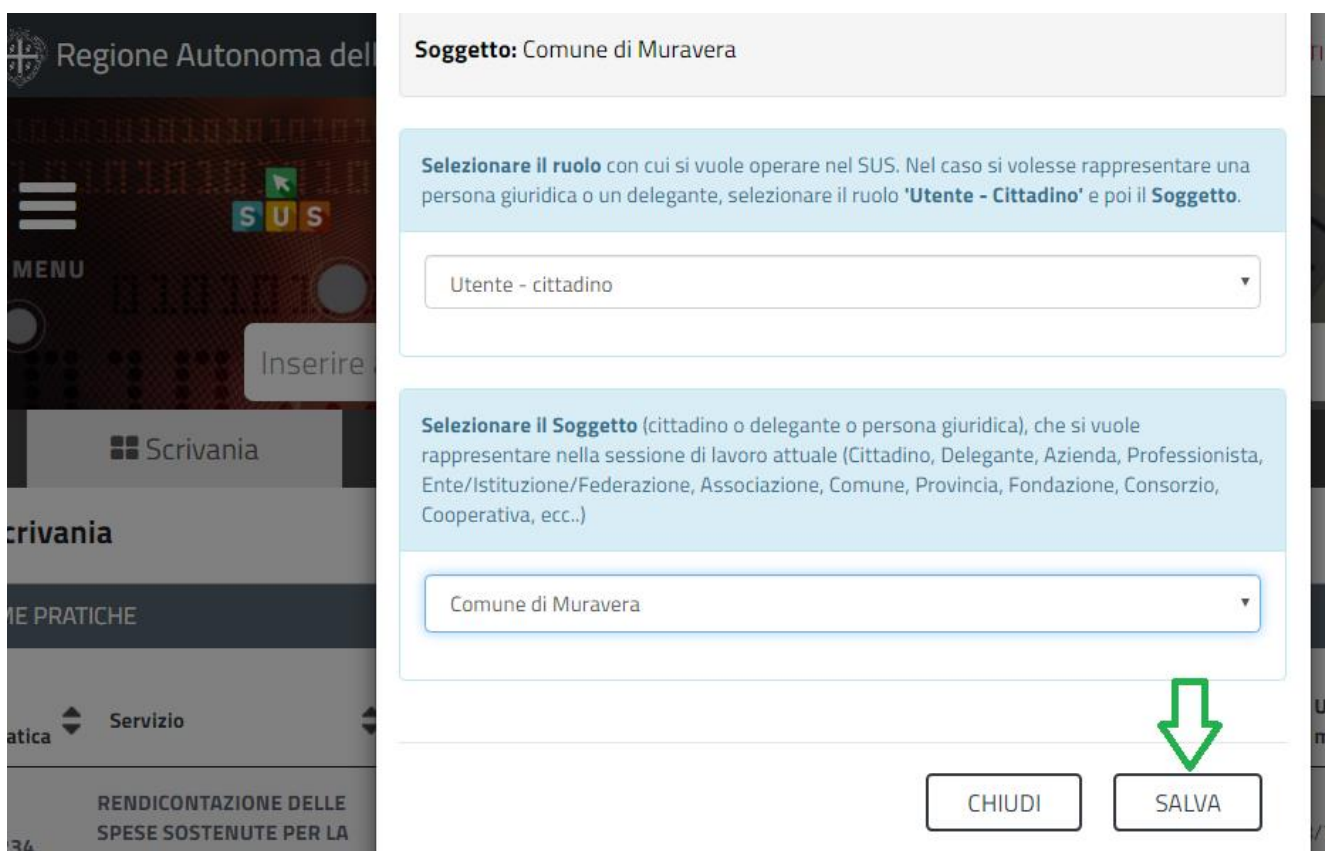 Regione Autonoma dell
Soggetto: Comune di Muravera
Selezionare il ruolo con cui si vuole operare nel SUS. Nel caso si volesse rappresentare una
persona giuridica o un delegante, selezionare il ruolo 'Utente - Cittadino' e poi il Soggetto.
SUS
MENU
Utente - cittadino
Inserire
Selezionare il Soggetto (cittadino o delegante o persona giuridica), che si vuole
rappresentare nella sessione di lavoro attuale (Cittadino, Delegante, Azienda, Professionista,
Ente/Istituzione/Federazione, Associazione, Comune, Provincia, Fondazione, Consorzio,
Cooperativa, ecc..)
Scrivania
crivania
Comune di Muravera
ME PRATICHE
atica
Servizio
CHIUDI
SALVA
RENDICONTAZIONE DELLE
SPESE SOSTENUTE PER LA